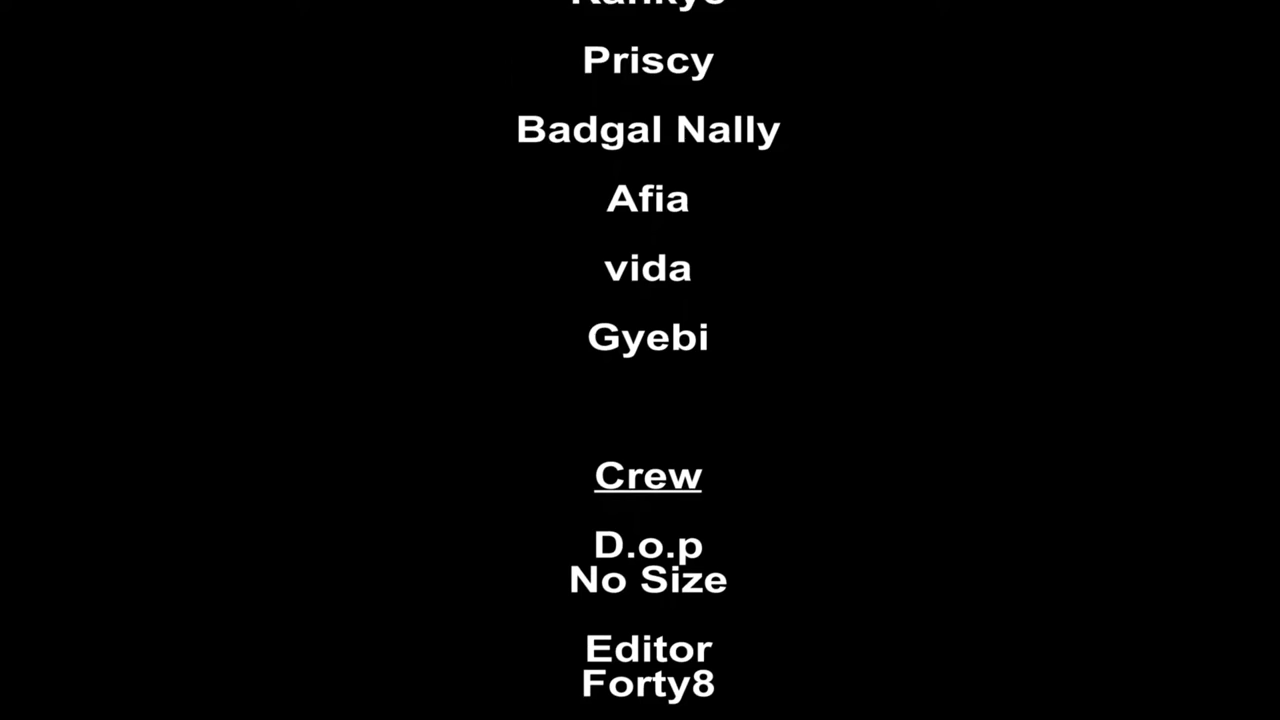 Priscy
Badgal Nally
Afia
vida
Gyebi
Crew
D.o.p
No Size
Editor
Forty8